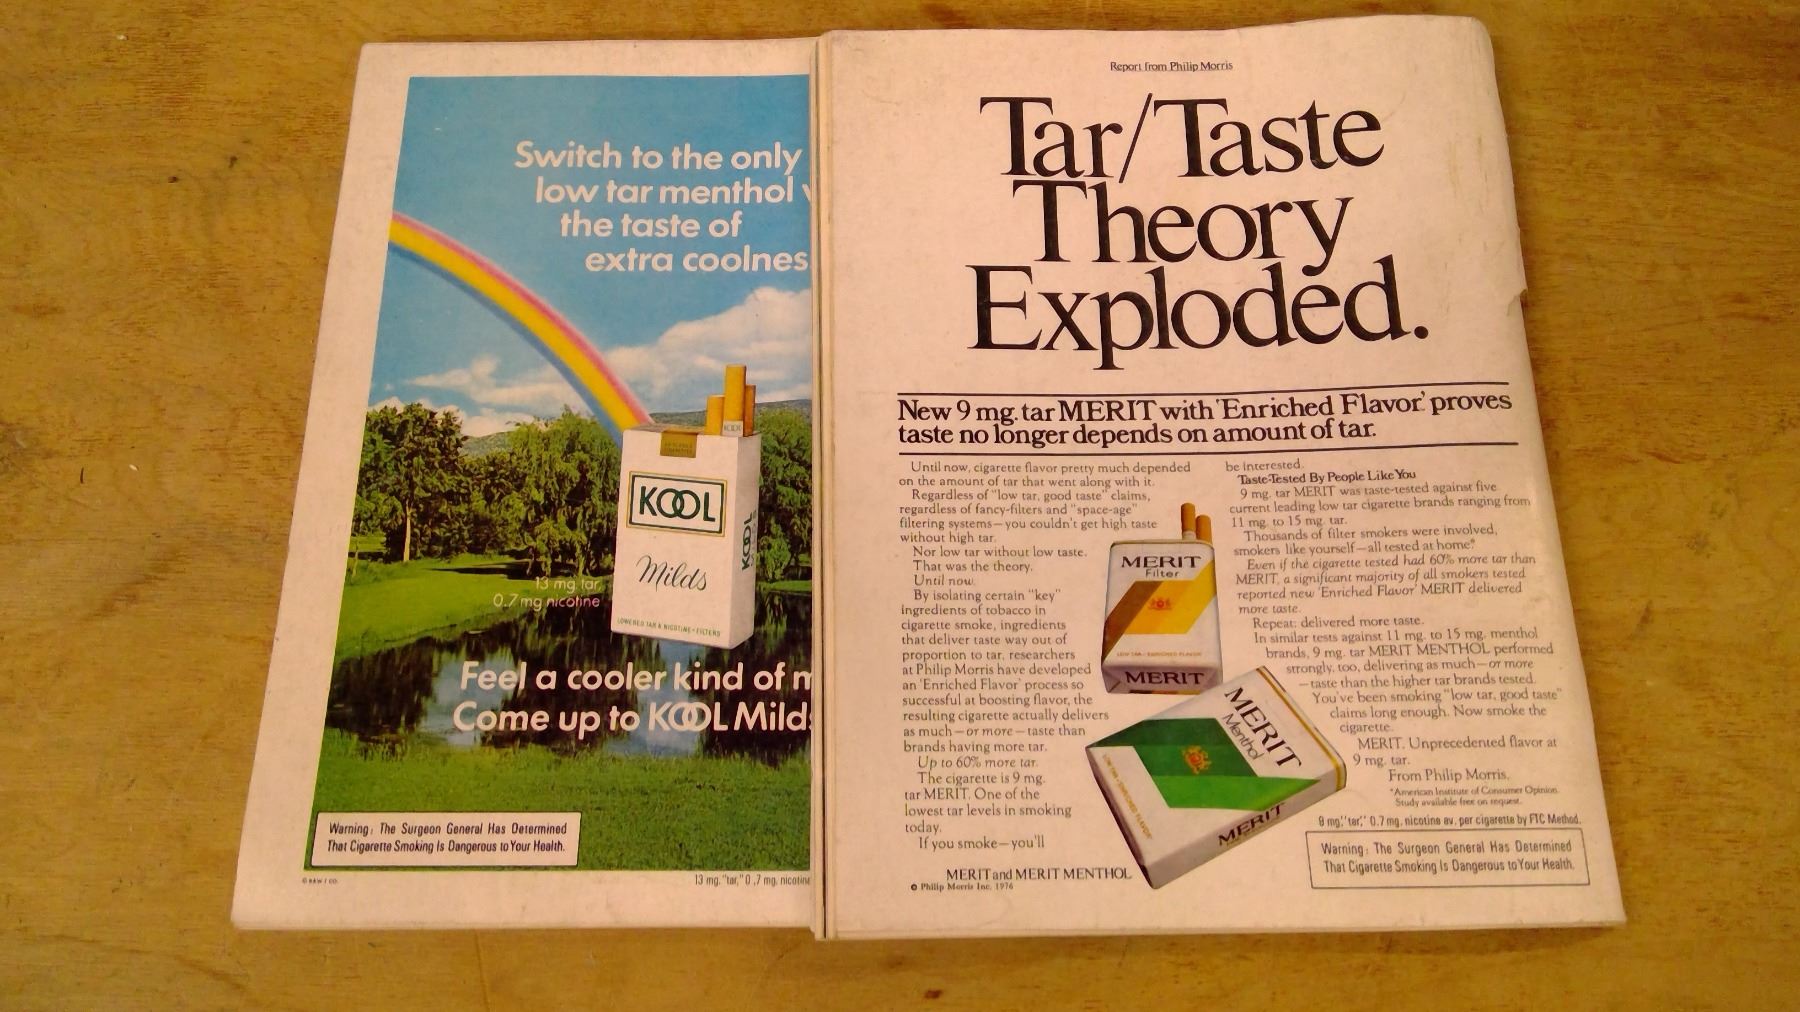 Switch to the only
low tar menthol
the taste of
extra coolnes
KOOL
KOOL
KOOL
Milds
13 mg. tar,
0.7 mg nicotine
LOWERED TAR & NICOTINE • FILTERS
Feel a cooler kind of m
Come up to KOOL Milds
Warning: The Surgeon General Has Determined
That Cigarette Smoking Is Dangerous to Your Health.
© B&W T CO.
13 mg. "tar," 0.7 mg. nicotine
Report from Philip Morris
Tar/Taste
Theory
Exploded.
New 9 mg. tar MERIT with 'Enriched Flavor.' proves
taste no longer depends on amount of tar.
Until now, cigarette flavor pretty much depended
on the amount of tar that went along with it.
Regardless of "low tar, good taste" claims,
regardless of fancy-filters and "space-age"
filtering systems—you couldn't get high taste
without high tar.
Nor low tar without low taste.
That was the theory.
Until now.
By isolating certain "key"
ingredients of tobacco in
cigarette smoke, ingredients
that deliver taste way out of
proportion to tar, researchers
at Philip Morris have developed
an 'Enriched Flavor' process so
successful at boosting flavor, the
resulting cigarette actually delivers
as much—or more—taste than
brands having more tar.
Up to 60% more tar.
The cigarette is 9 mg.
tar MERIT. One of the
lowest tar levels in smoking
today.
If you smoke—you'll
be interested.
Taste-Tested By People Like You
9 mg. tar MERIT was taste-tested against five
current leading low tar cigarette brands ranging from
11 mg. to 15 mg. tar.
Thousands of filter smokers were involved,
smokers like yourself—all tested at home.*
Even if the cigarette tested had 60% more tar than
MERIT, a significant majority of all smokers tested
reported new 'Enriched Flavor' MERIT delivered
more taste.
Repeat: delivered more taste.
In similar tests against 11 mg. to 15 mg. menthol
brands, 9 mg. tar MERIT MENTHOL performed
strongly, too, delivering as much—or more
—taste than the higher tar brands tested.
You've been smoking "low tar, good taste"
claims long enough. Now smoke the
cigarette.
MERIT. Unprecedented flavor at
9 mg. tar.
From Philip Morris.
*American Institute of Consumer Opinion.
Study available free on request.
9 mg. "tar," 0.7 mg. nicotine av. per cigarette by FTC Method.
Warning: The Surgeon General Has Determined
That Cigarette Smoking Is Dangerous to Your Health.
MERIT
Filter
LOW TAR • ENRICHED FLAVOR
MERIT
MERIT
Menthol
LOW TAR • ENRICHED FLAVOR
MERIT
MERIT and MERIT MENTHOL
© Philip Morris Inc. 1976